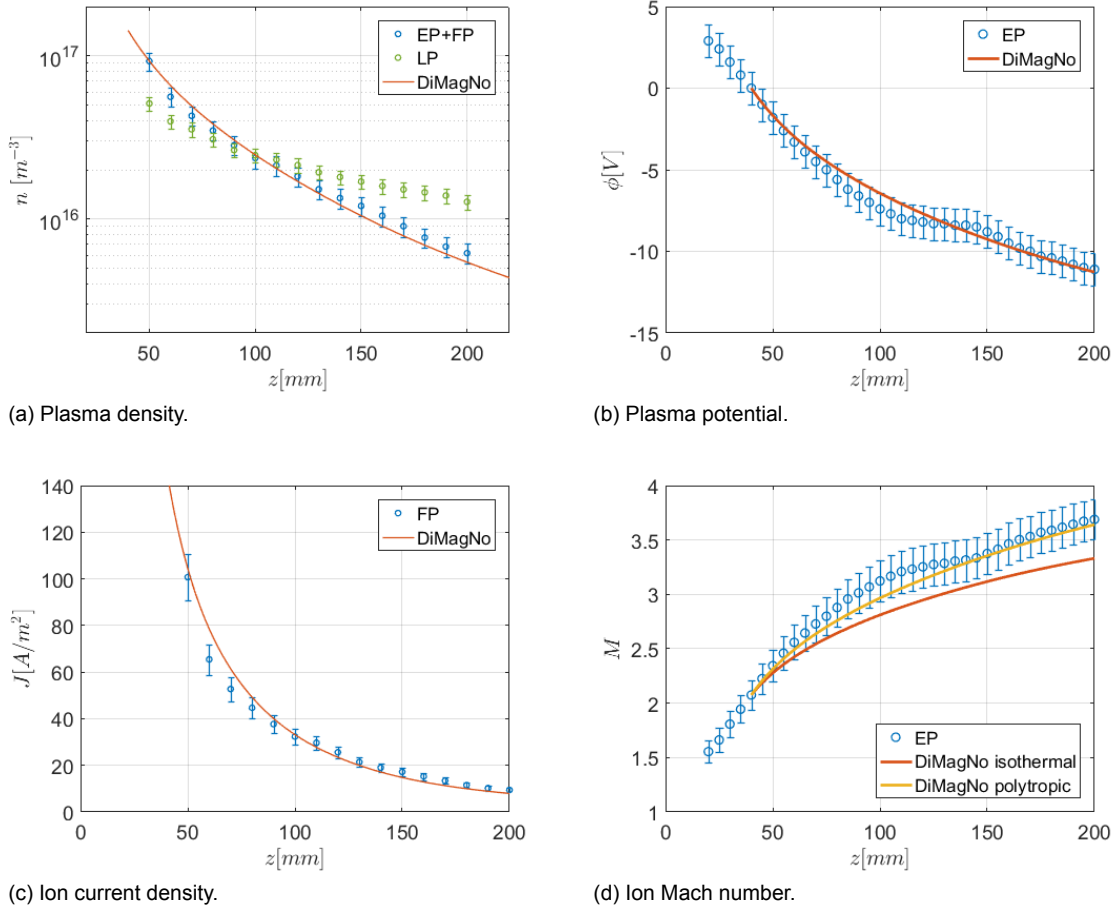 10^17
10^16
n [m^{-3}]
50
100
150
200
z[mm]
EP+FP
LP
DiMagNo
(a) Plasma density.
5
0
-5
-10
-15
ϕ[V]
0
50
100
150
200
z[mm]
EP
DiMagNo
(b) Plasma potential.
140
120
100
80
60
40
20
0
J[A/m^2]
0
50
100
150
200
z[mm]
FP
DiMagNo
(c) Ion current density.
4
3.5
3
2.5
2
1.5
1
M
0
50
100
150
200
z[mm]
EP
DiMagNo isothermal
DiMagNo polytropic
(d) Ion Mach number.